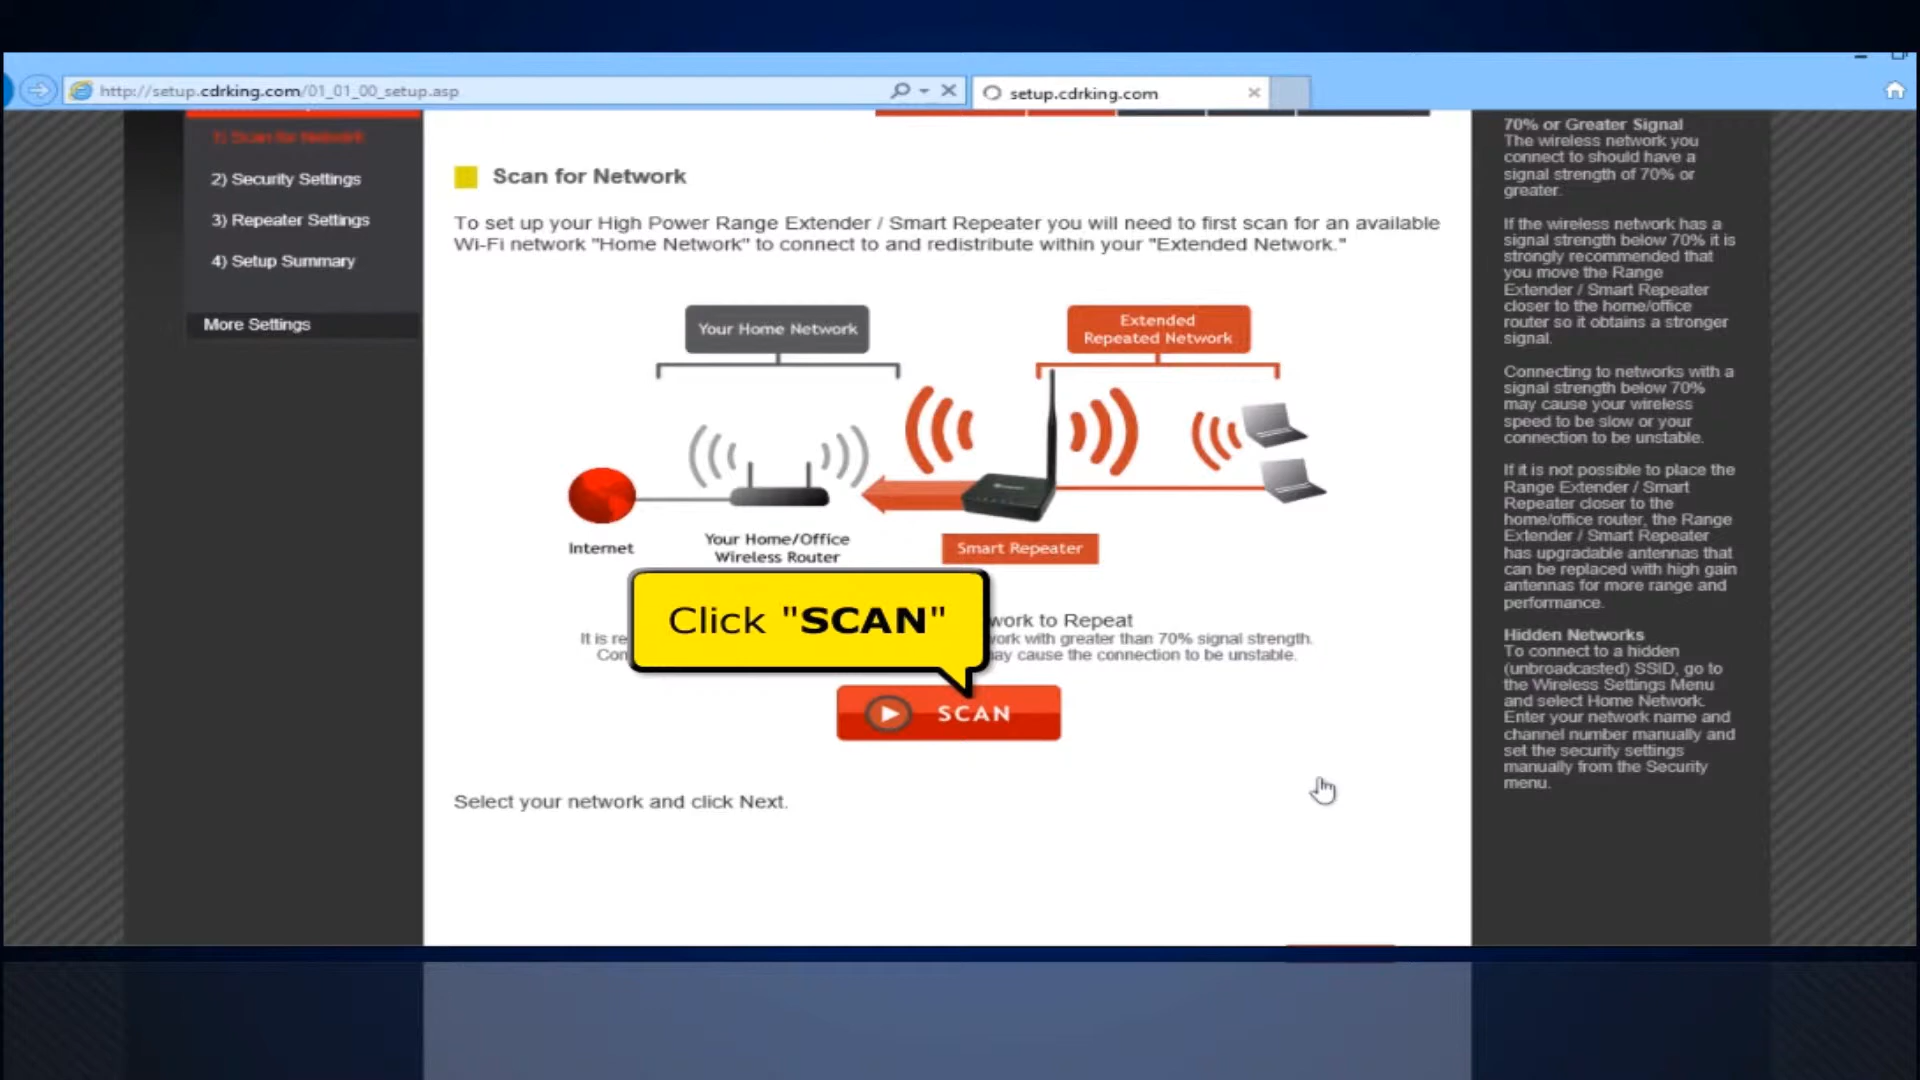 http://setup.cdrking.com/01_01_00_setup.asp
setup.cdrking.com
1) Scan for Network
2) Security Settings
3) Repeater Settings
4) Setup Summary
More Settings
Scan for Network
To set up your High Power Range Extender / Smart Repeater you will need to first scan for an available
Wi-Fi network "Home Network" to connect to and redistribute within your "Extended Network."
Your Home Network
Extended
Repeated Network
Internet
Your Home/Office
Wireless Router
Smart Repeater
Click "SCAN"
work to Repeat
It is re
ork with greater than 70% signal strength.
Con
ay cause the connection to be unstable.
SCAN
Select your network and click Next.
70% or Greater Signal
The wireless network you
connect to should have a
signal strength of 70% or
greater.
If the wireless network has a
signal strength below 70% it is
strongly recommended that
you move the Range
Extender / Smart Repeater
closer to the home/office
router so it obtains a stronger
signal.
Connecting to networks with a
signal strength below 70%
may cause your wireless
speed to be slow or your
connection to be unstable.
If it is not possible to place the
Range Extender / Smart
Repeater closer to the
home/office router, the Range
Extender / Smart Repeater
has upgradable antennas that
can be replaced with high gain
antennas for more range and
performance.
Hidden Networks
To connect to a hidden
(unbroadcasted) SSID, go to
the Wireless Settings Menu
and select Home Network.
Enter your network name and
channel number manually and
set the security settings
manually from the Security
menu.